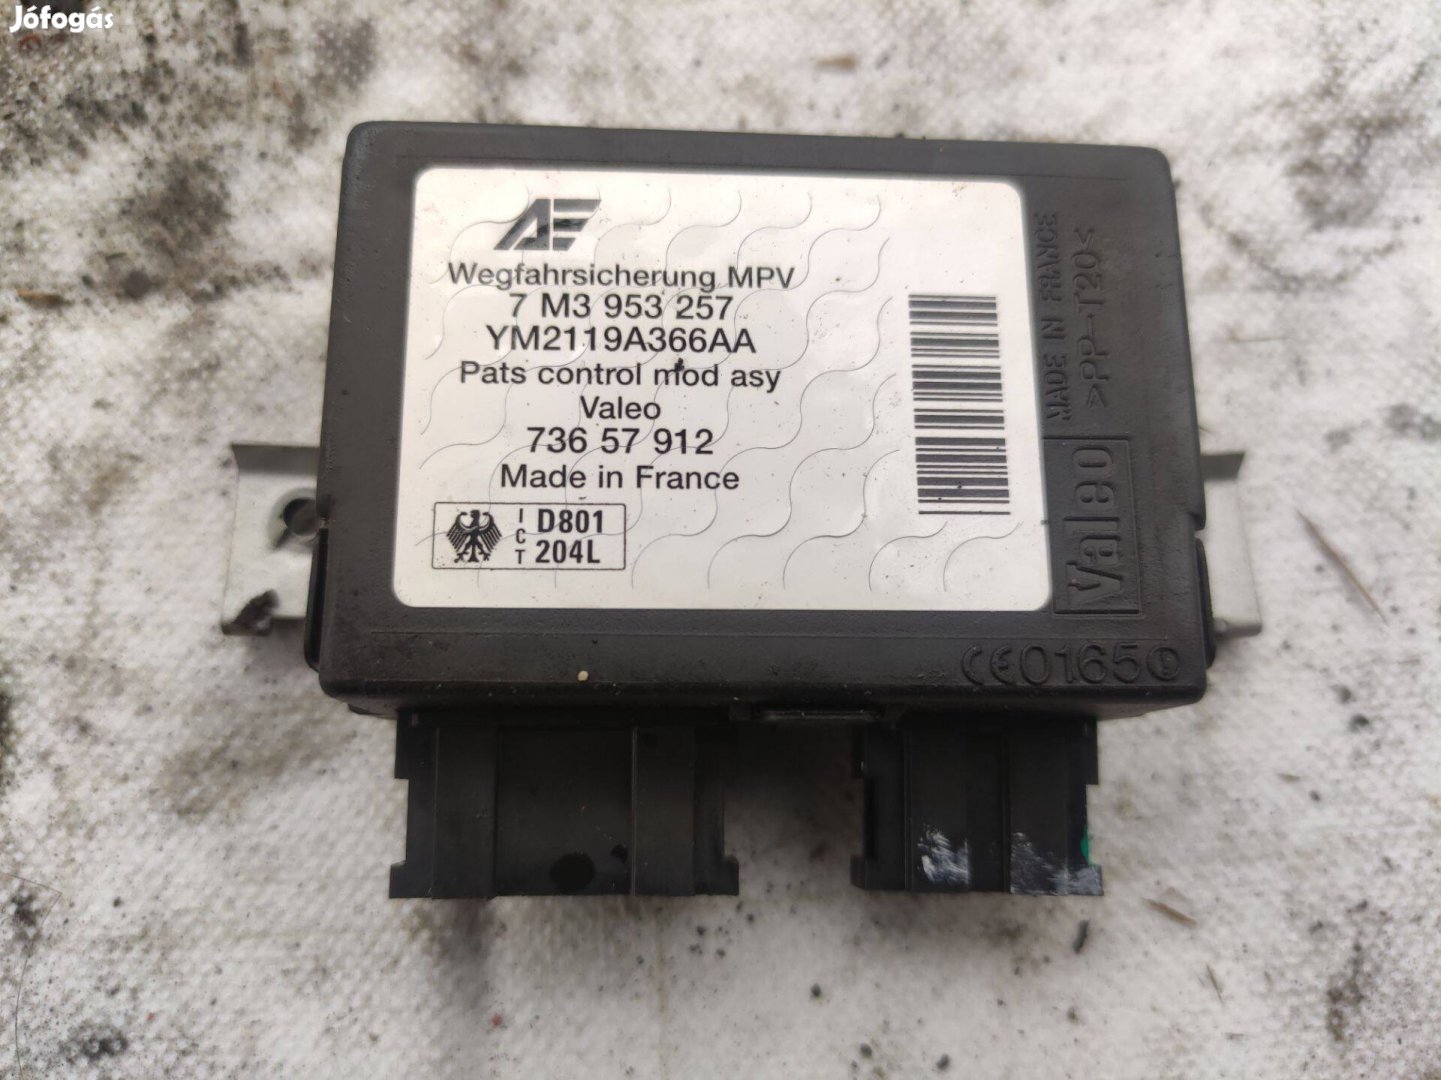 Jófogás
AE
Wegfahrsicherung MPV
7 M3 953 257
YM2119A366AA
Pats control mod asy
Valeo
736 57 912
Made in France
ICT D801
204L
MADE IN FRANCE
>PP-T20<
Valeo
CE0165